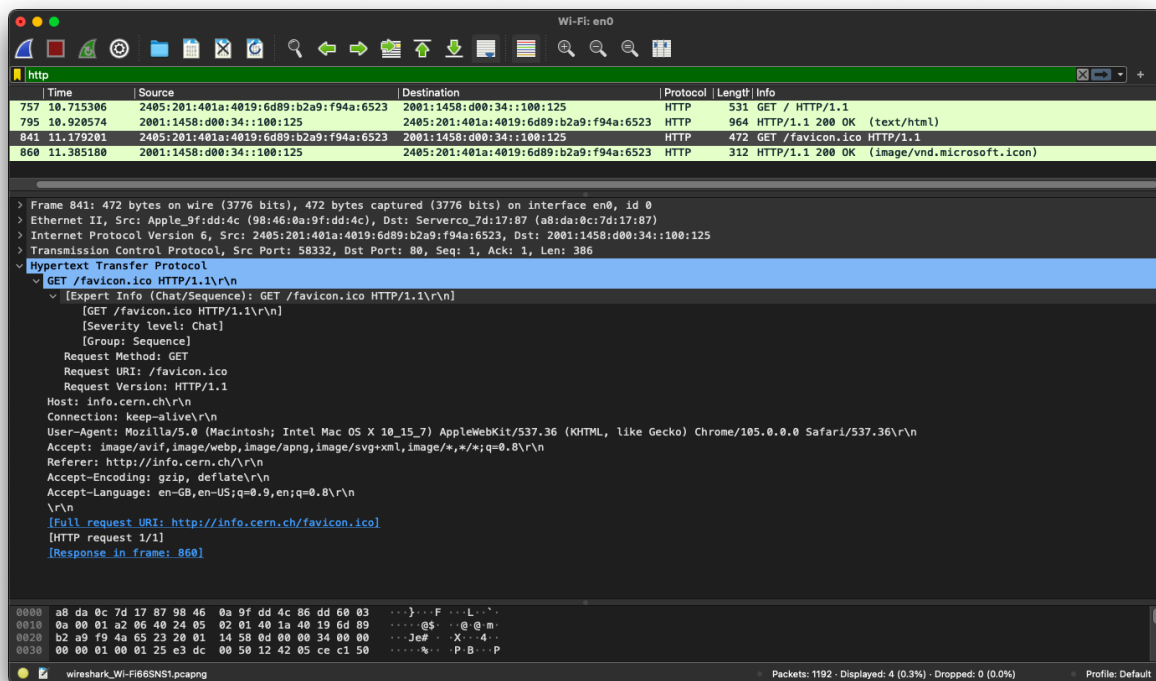 Wi-Fi: en0
http
Time Source Destination Protocol Length Info
757 10.715306 2405:201:401a:4019:6d89:b2a9:f94a:6523 2001:1458:d00:34::100:125 HTTP 531 GET / HTTP/1.1
795 10.920574 2001:1458:d00:34::100:125 2405:201:401a:4019:6d89:b2a9:f94a:6523 HTTP 964 HTTP/1.1 200 OK (text/html)
841 11.179201 2405:201:401a:4019:6d89:b2a9:f94a:6523 2001:1458:d00:34::100:125 HTTP 472 GET /favicon.ico HTTP/1.1
860 11.385180 2001:1458:d00:34::100:125 2405:201:401a:4019:6d89:b2a9:f94a:6523 HTTP 312 HTTP/1.1 200 OK (image/vnd.microsoft.icon)
Frame 841: 472 bytes on wire (3776 bits), 472 bytes captured (3776 bits) on interface en0, id 0
Ethernet II, Src: Apple_9f:dd:4c (98:46:0a:9f:dd:4c), Dst: Serverco_7d:17:87 (a8:da:0c:7d:17:87)
Internet Protocol Version 6, Src: 2405:201:401a:4019:6d89:b2a9:f94a:6523, Dst: 2001:1458:d00:34::100:125
Transmission Control Protocol, Src Port: 58332, Dst Port: 80, Seq: 1, Ack: 1, Len: 386
Hypertext Transfer Protocol
GET /favicon.ico HTTP/1.1\r\n
[Expert Info (Chat/Sequence): GET /favicon.ico HTTP/1.1\r\n]
[GET /favicon.ico HTTP/1.1\r\n]
[Severity level: Chat]
[Group: Sequence]
Request Method: GET
Request URI: /favicon.ico
Request Version: HTTP/1.1
Host: info.cern.ch\r\n
Connection: keep-alive\r\n
User-Agent: Mozilla/5.0 (Macintosh; Intel Mac OS X 10_15_7) AppleWebKit/537.36 (KHTML, like Gecko) Chrome/105.0.0.0 Safari/537.36\r\n
Accept: image/avif,image/webp,image/apng,image/svg+xml,image/*,*/*;q=0.8\r\n
Referer: http://info.cern.ch/\r\n
Accept-Encoding: gzip, deflate\r\n
Accept-Language: en-GB,en-US;q=0.9,en;q=0.8\r\n
\r\n
[Full request URI: http://info.cern.ch/favicon.ico]
[HTTP request 1/1]
[Response in frame: 860]
0000 a8 da 0c 7d 17 87 98 46 0a 9f dd 4c 86 dd 60 03 ···}···F ···L··`·
0010 0a 00 01 a2 06 40 24 05 02 01 40 1a 40 19 6d 89 ·····@$· ··@·@·m·
0020 b2 a9 f9 4a 65 23 20 01 14 58 0d 00 00 34 00 00 ···Je# · ·X···4··
0030 00 00 01 00 01 25 e3 dc 00 50 12 42 05 ce c1 50 ·····%·· ·P·B···P
wireshark_Wi-Fi66SNS1.pcapng Packets: 1192 · Displayed: 4 (0.3%) · Dropped: 0 (0.0%) Profile: Default